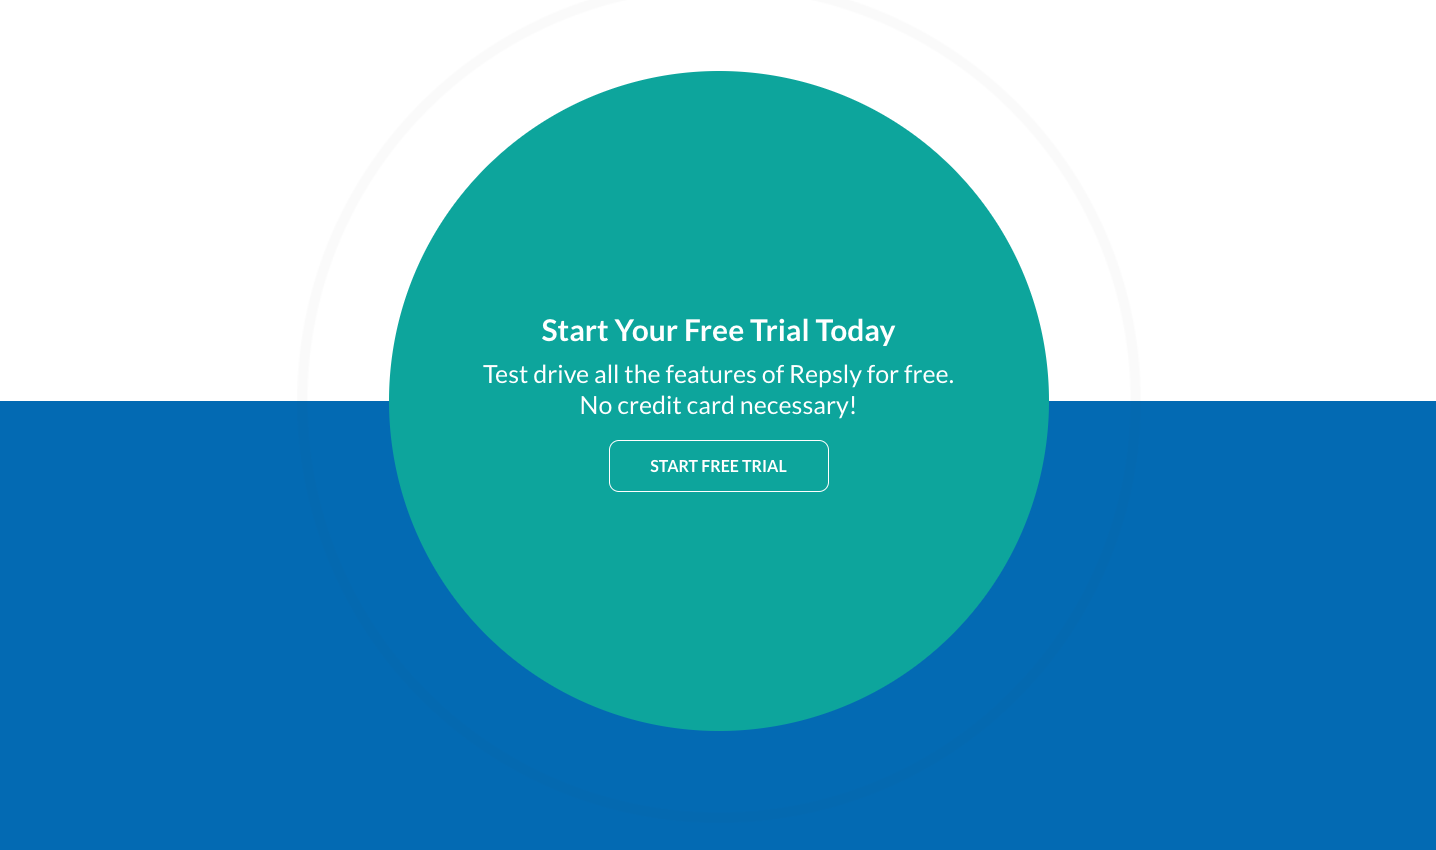 Start Your Free Trial Today
Test drive all the features of Repsly for free.
No credit card necessary!
START FREE TRIAL